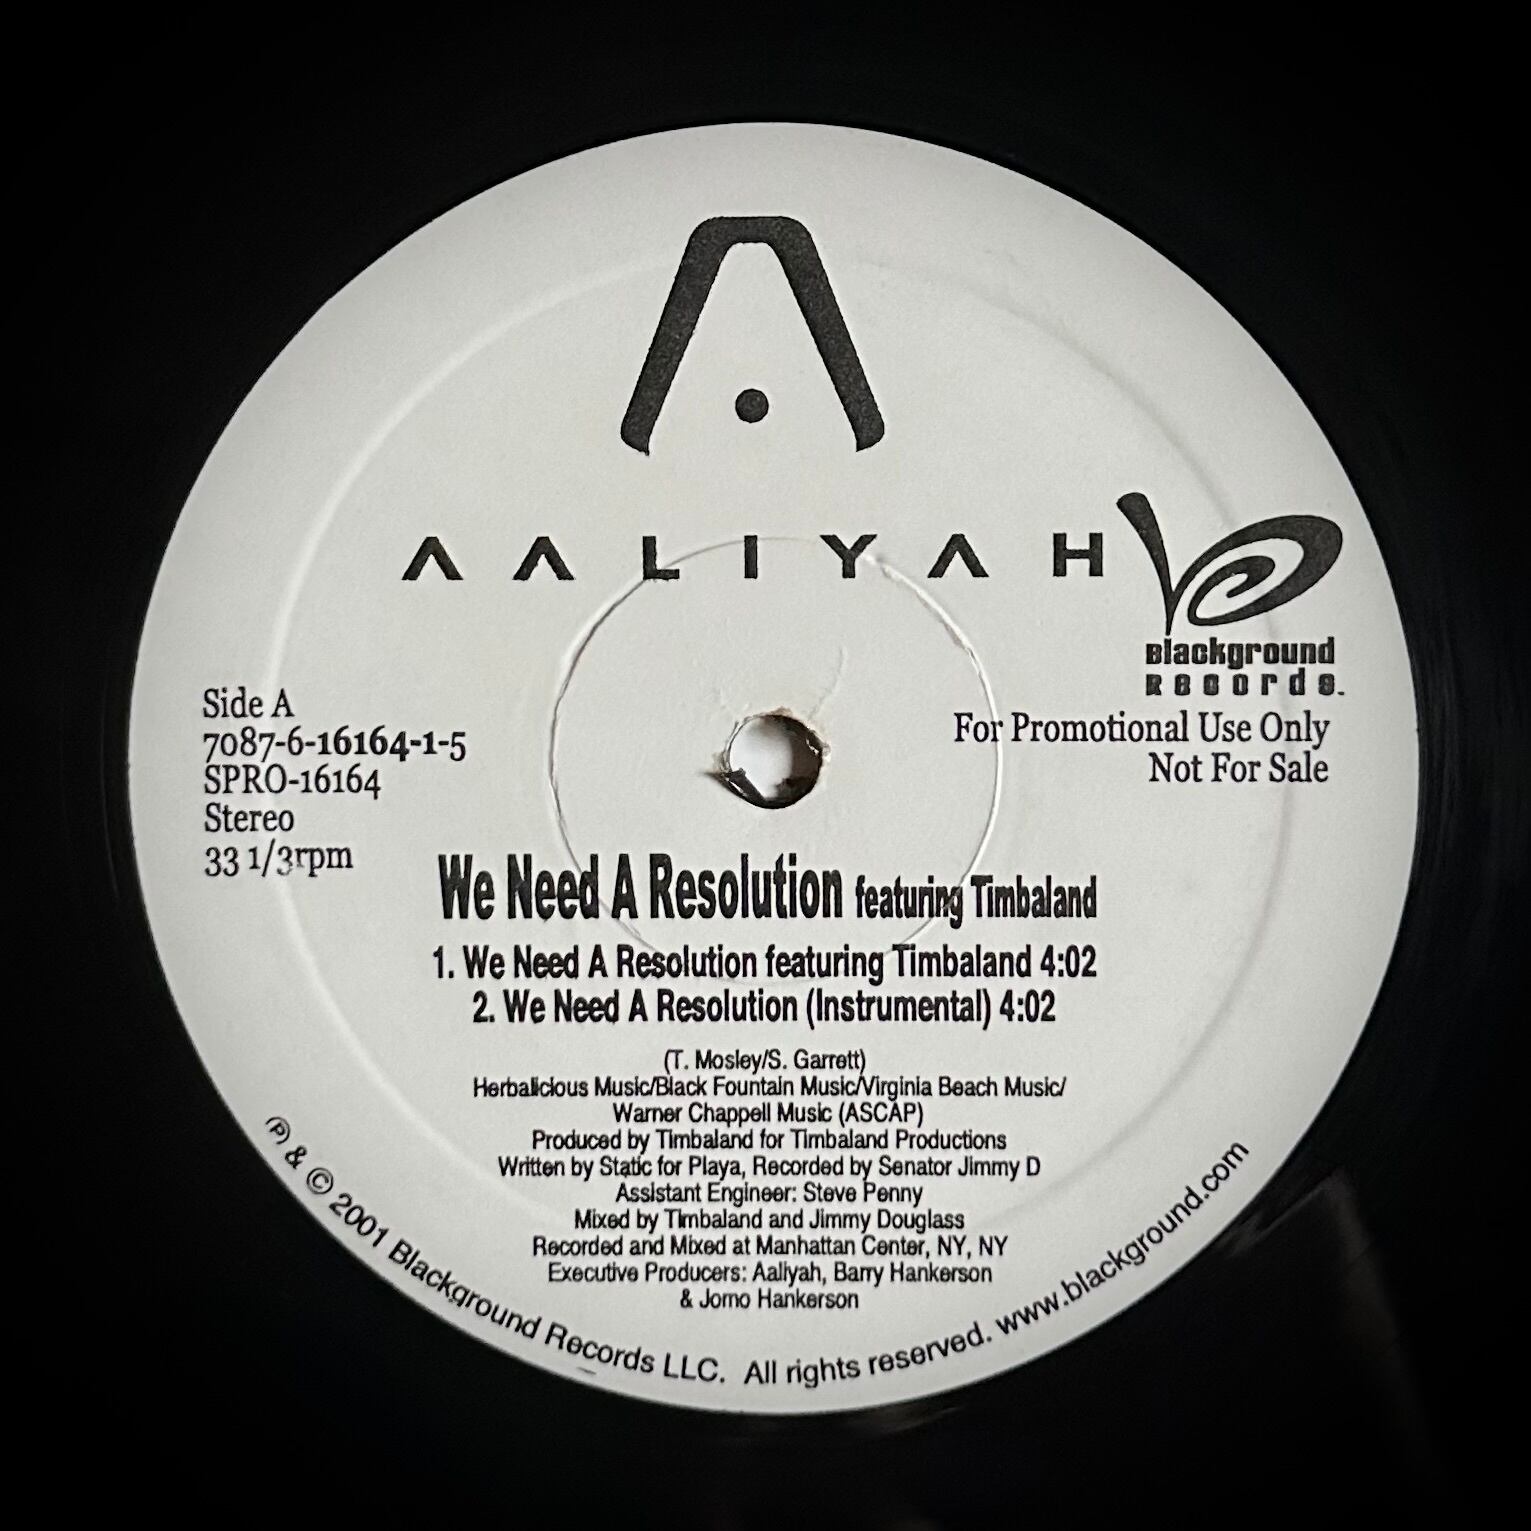 A
AALIYAH
Blackground
Records.
Side A
7087-6-16164-1-5
SPRO-16164
Stereo
33 1/3rpm
For Promotional Use Only
Not For Sale
We Need A Resolution featuring Timbaland
1. We Need A Resolution featuring Timbaland 4:02
2. We Need A Resolution (Instrumental) 4:02
(T. Mosley/S. Garrett)
Herbalicious Music/Black Fountain Music/Virginia Beach Music/
Warner Chappell Music (ASCAP)
Produced by Timbaland for Timbaland Productions
Written by Static for Playa, Recorded by Senator Jimmy D
Assistant Engineer: Steve Penny
Mixed by Timbaland and Jimmy Douglass
Recorded and Mixed at Manhattan Center, NY, NY
Executive Producers: Aaliyah, Barry Hankerson
& Jomo Hankerson
℗ & © 2001 Blackground Records LLC. All rights reserved. www.blackground.com